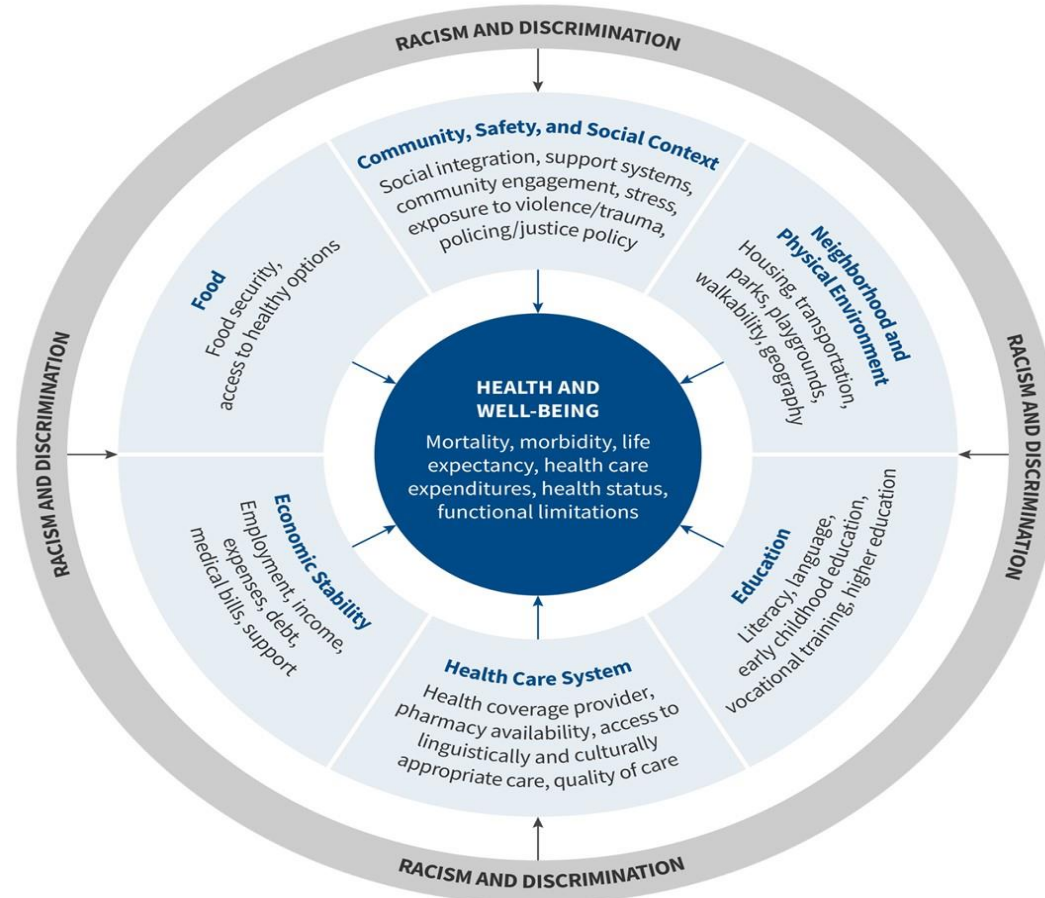 RACISM AND DISCRIMINATION
Community, Safety, and Social Context
Social integration, support systems,
community engagement, stress,
exposure to violence/trauma,
policing/justice policy
Neighborhood and
Physical Environment
Housing, transportation,
parks, playgrounds,
walkability, geography
Food
Food security,
access to healthy options
RACISM AND DISCRIMINATION
RACISM AND DISCRIMINATION
HEALTH AND
WELL-BEING
Mortality, morbidity, life
expectancy, health care
expenditures, health status,
functional limitations
Economic Stability
Employment, income,
expenses, debt,
medical bills, support
Education
Literacy, language,
early childhood education,
vocational training, higher education
Health Care System
Health coverage provider,
pharmacy availability, access to
linguistically and culturally
appropriate care, quality of care
RACISM AND DISCRIMINATION